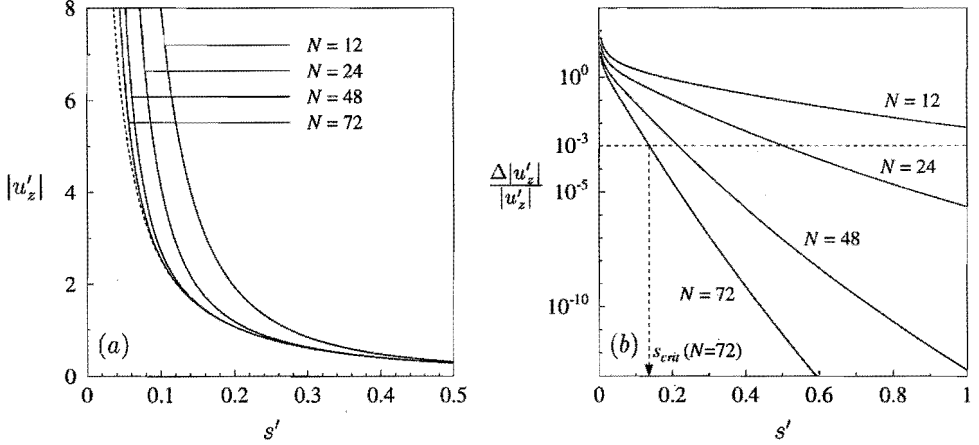 8
6
|u'_z|
4
2
0
0
0.1
0.2
0.3
0.4
0.5
s'
(a)
N = 12
N = 24
N = 48
N = 72
10^0
10^-3
Δ|u'_z|
|u'_z|
10^-5
10^-10
0
0.2
0.4
0.6
0.8
1
s'
(b)
N = 12
N = 24
N = 48
N = 72
s_crit (N=72)